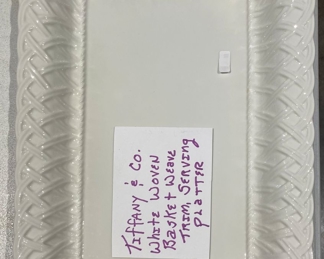 Tiffany & Co.
White Woven
Basket Weave
Trim, Serving
Platter